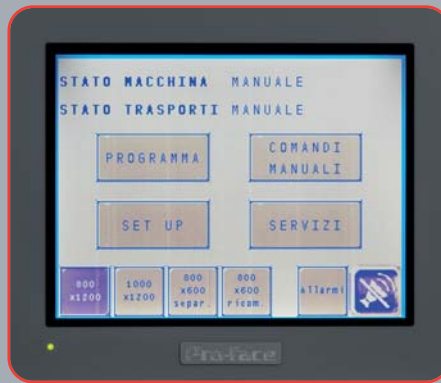 STATO MACCHINA MANUALE
STATO TRASPORTI MANUALE
PROGRAMMA
COMANDI
MANUALI
SET UP
SERVIZI
800
x1200
1000
x1200
800
x600
separ.
800
x600
ricom.
allarmi
Pro-face